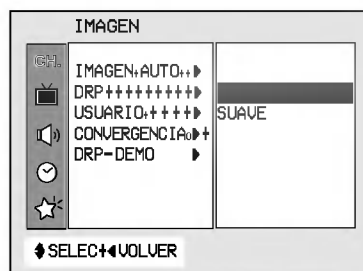 IMAGEN
CH.
IMAGEN AUTO
DRP
USUARIO
SUAVE
CONVERGENCIA
DRP-DEMO
SELEC VOLVER